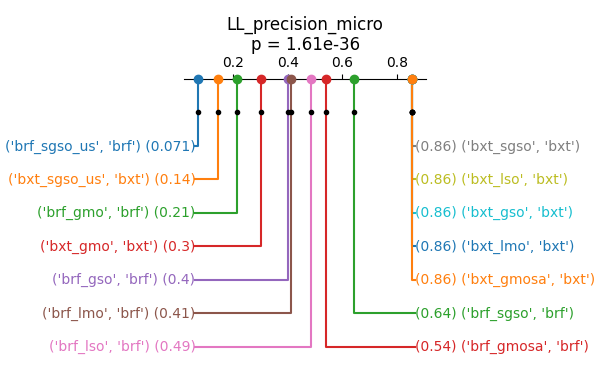 LL_precision_micro
p = 1.61e-36
0.2 0.4 0.6 0.8
('brf_sgso_us', 'brf') (0.071) (0.86) ('bxt_sgso', 'bxt')
('bxt_sgso_us', 'bxt') (0.14) (0.86) ('bxt_lso', 'bxt')
('brf_gmo', 'brf') (0.21) (0.86) ('bxt_gso', 'bxt')
('bxt_gmo', 'bxt') (0.3) (0.86) ('bxt_lmo', 'bxt')
('brf_gso', 'brf') (0.4) (0.86) ('bxt_gmosa', 'bxt')
('brf_lmo', 'brf') (0.41) (0.64) ('brf_sgso', 'brf')
('brf_lso', 'brf') (0.49) (0.54) ('brf_gmosa', 'brf')